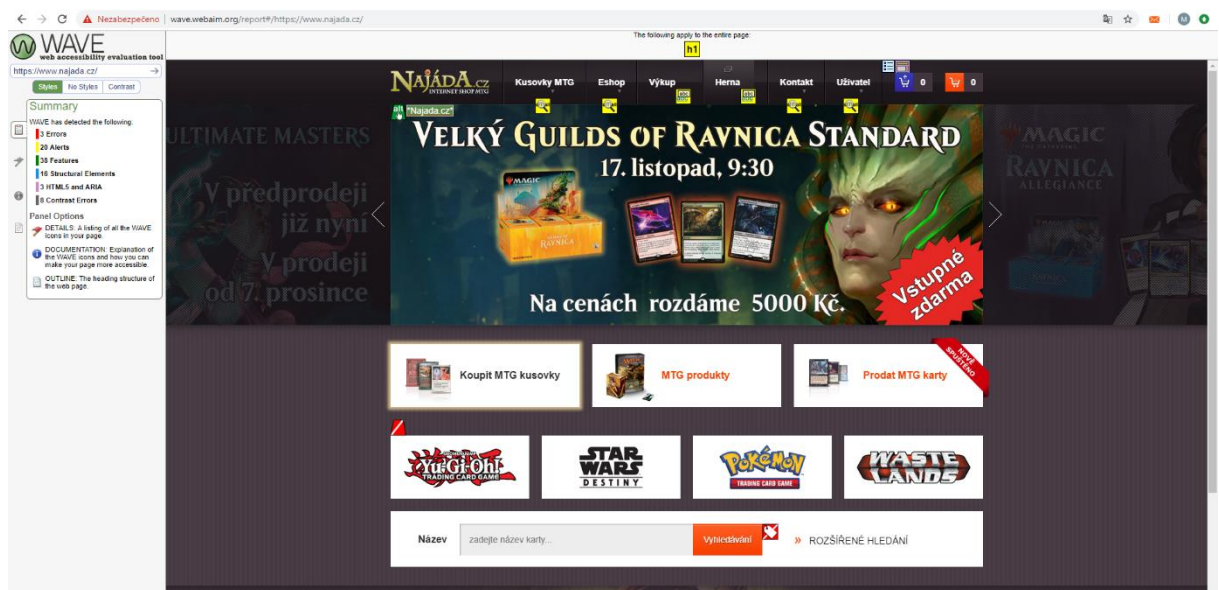 Nezabezpečeno | wave.webaim.org/report#/https://www.najada.cz/
M
WAVE
web accessibility evaluation tool
https://www.najada.cz/
Styles No Styles Contrast
Summary
WAVE has detected the following:
3 Errors
20 Alerts
38 Features
16 Structural Elements
3 HTML5 and ARIA
8 Contrast Errors
Panel Options
DETAILS: A listing of all the WAVE
icons in your page.
DOCUMENTATION: Explanation of
the WAVE icons and how you can
make your page more accessible.
OUTLINE: The heading structure of
the web page.
The following apply to the entire page:
h1
NAJÁDA.CZ
INTERNET SHOP MTG
Kusovky MTG Eshop Výkup Herna Kontakt Uživatel 0 0
alt "Najada.cz"
VELKÝ GUILDS OF RAVNICA STANDARD
17. listopad, 9:30
MAGIC
RAVNICA
Na cenách rozdáme 5000 Kč.
Vstupné
zdarma
ULTIMATE MASTERS
V předprodeji
již nyní
V prodeji
od 7. prosince
MAGIC
RAVNICA
ALLEGIANCE
Koupit MTG kusovky
MTG produkty
Prodat MTG karty
NOVĚ
SPUŠTĚNO
Yu-Gi-Oh!
TRADING CARD GAME
STAR
WARS
DESTINY
Pokémon
TRADING CARD GAME
WASTE
LANDS
Název zadejte název karty... Vyhledávání » ROZŠÍŘENÉ HLEDÁNÍ